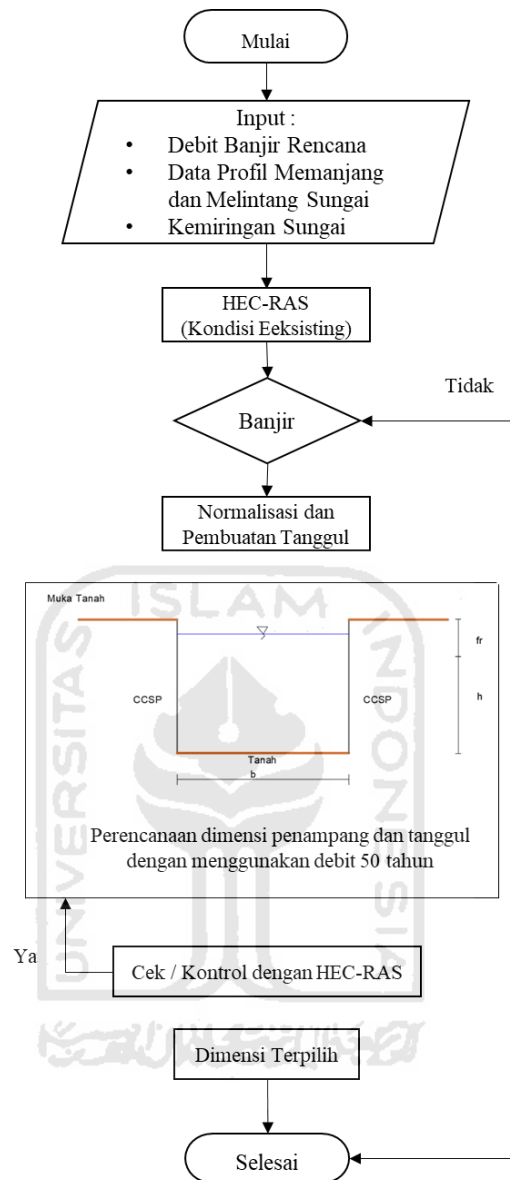 Mulai
Input :
• Debit Banjir Rencana
• Data Profil Memanjang
dan Melintang Sungai
• Kemiringan Sungai
HEC-RAS
(Kondisi Eeksisting)
Tidak
Banjir
Normalisasi dan
Pembuatan Tanggul
Muka Tanah
ISLAM
UNIVERSITAS
INDONESIA
fr
CCSP
CCSP
h
Tanah
b
Perencanaan dimensi penampang dan tanggul
dengan menggunakan debit 50 tahun
Ya
Cek / Kontrol dengan HEC-RAS
Dimensi Terpilih
Selesai